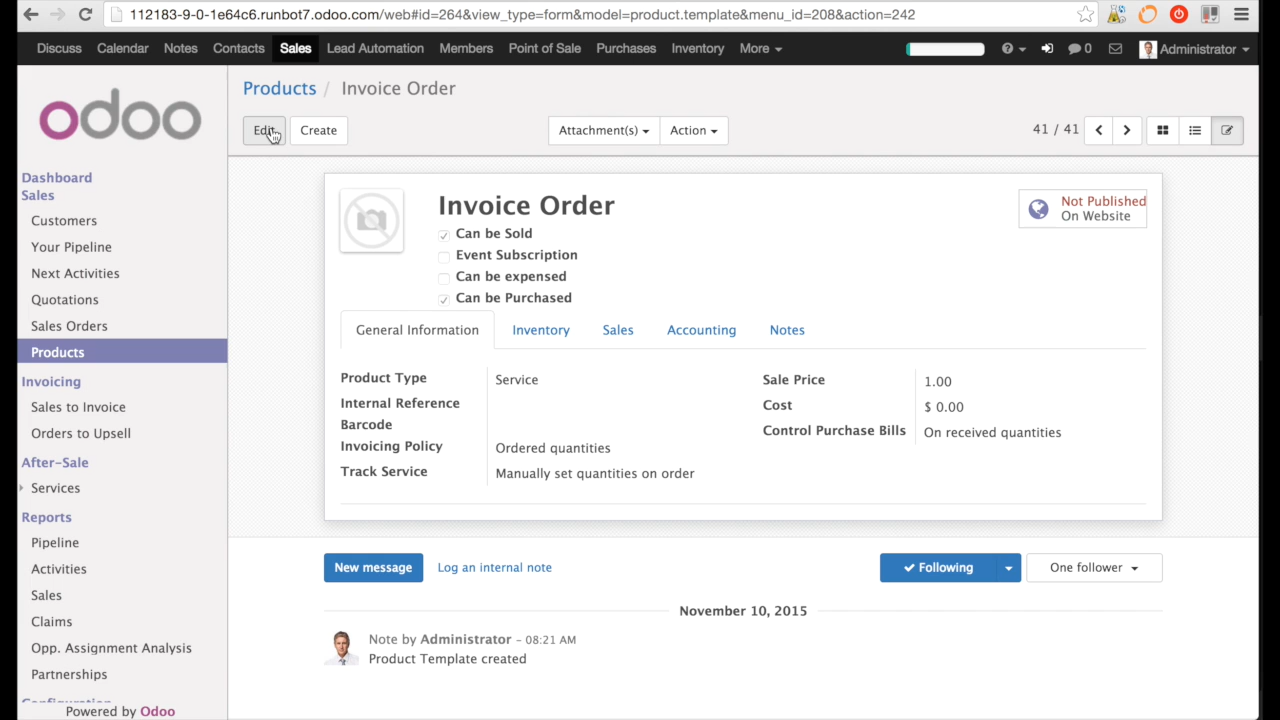 112183-9-0-1e64c6.runbot7.odoo.com/web#id=264&view_type=form&model=product.template&menu_id=208&action=242
Discuss Calendar Notes Contacts Sales Lead Automation Members Point of Sale Purchases Inventory More 0 Administrator
odoo
Products / Invoice Order
Edit Create Attachment(s) Action 41 / 41
Dashboard
Sales
Customers
Your Pipeline
Next Activities
Quotations
Sales Orders
Products
Invoicing
Sales to Invoice
Orders to Upsell
After-Sale
Services
Reports
Pipeline
Activities
Sales
Claims
Opp. Assignment Analysis
Partnerships
Configuration
Powered by Odoo
Invoice Order
Can be Sold
Event Subscription
Can be expensed
Can be Purchased
Not Published
On Website
General Information Inventory Sales Accounting Notes
Product Type Service
Internal Reference
Barcode
Invoicing Policy Ordered quantities
Track Service Manually set quantities on order
Sale Price 1.00
Cost $ 0.00
Control Purchase Bills On received quantities
New message Log an internal note Following One follower
November 10, 2015
Note by Administrator - 08:21 AM
Product Template created